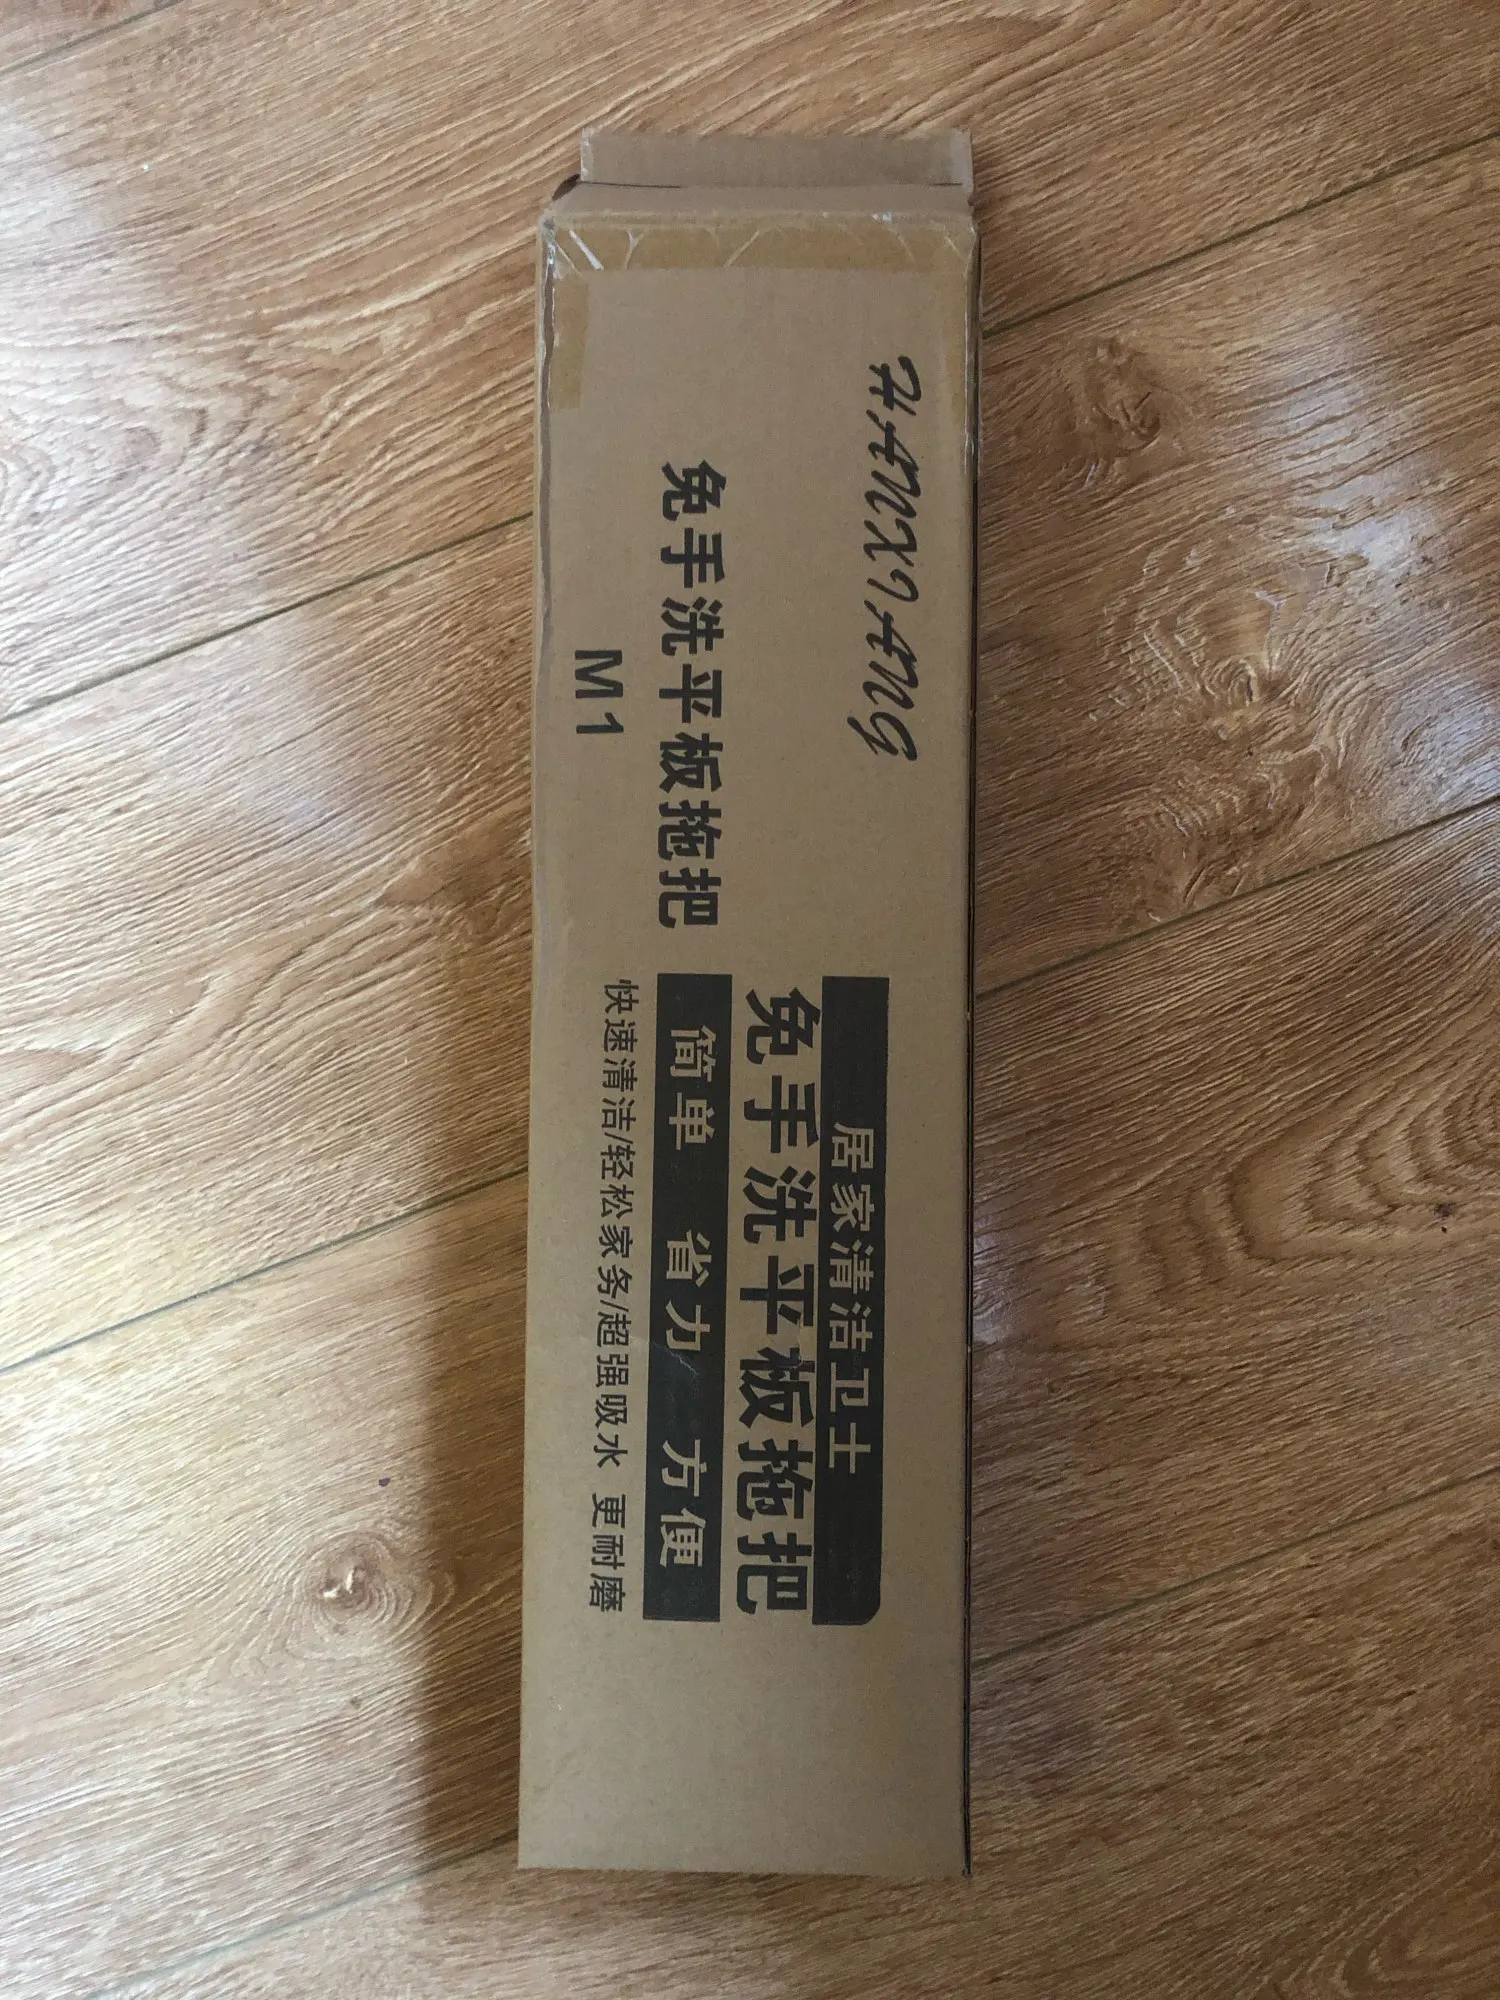 HANXIANG
免手洗平板拖把
M1
居家清洁卫士
免手洗平板拖把
简单 省力 方便
快速清洁/轻松家务/超强吸水 更耐磨